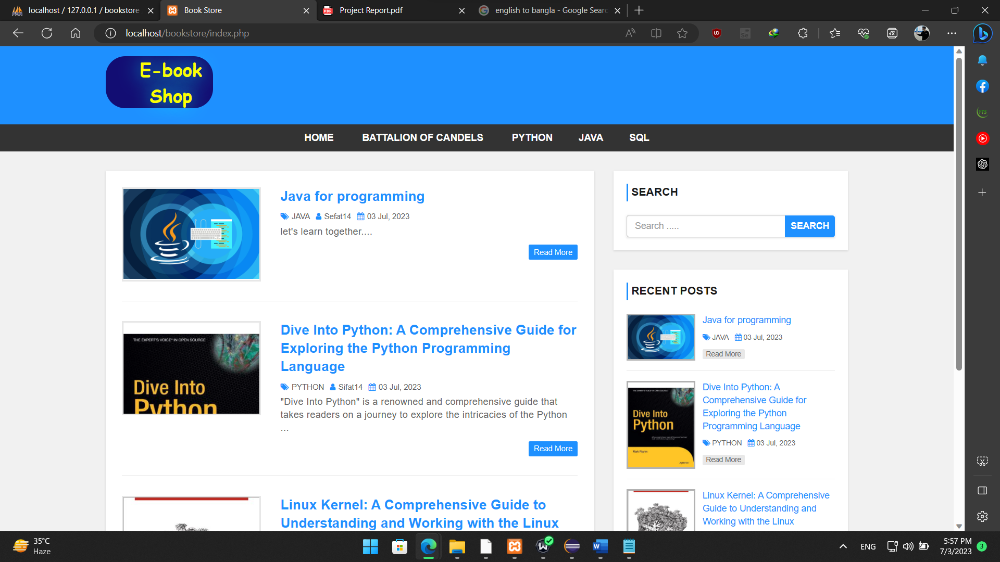 localhost / 127.0.0.1 / bookstore
Book Store
Project Report.pdf
english to bangla - Google Searc
localhost/bookstore/index.php
E-book
Shop
HOME BATTALION OF CANDELS PYTHON JAVA SQL
Java for programming
JAVA Sefat14 03 Jul, 2023
let's learn together....
Read More
THE EXPERT'S VOICE® IN OPEN SOURCE
Dive Into
Python
Dive Into Python: A Comprehensive Guide for
Exploring the Python Programming
Language
PYTHON Sifat14 03 Jul, 2023
"Dive Into Python" is a renowned and comprehensive guide that
takes readers on a journey to explore the intricacies of the Python
...
Read More
Linux Kernel: A Comprehensive Guide to
Understanding and Working with the Linux
SEARCH
Search .....
SEARCH
RECENT POSTS
Java for programming
JAVA 03 Jul, 2023
Read More
Dive Into
Python
Mark Pilgrim
Dive Into Python: A
Comprehensive Guide for
Exploring the Python
Programming Language
PYTHON 03 Jul, 2023
Read More
Linux Kernel: A Comprehensive
Guide to Understanding and
Working with the Linux
YTS
35°C
Haze
ENG
5:57 PM
7/3/2023
3